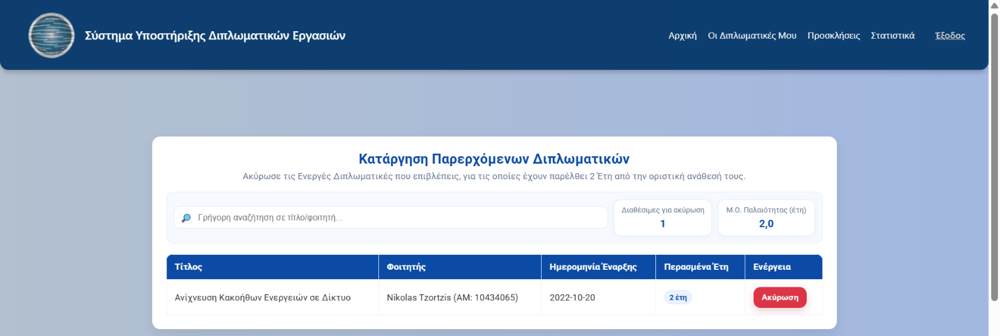 Σύστημα Υποστήριξης Διπλωματικών Εργασιών
Αρχική Οι Διπλωματικές Μου Προσκλήσεις Στατιστικά Έξοδος
Κατάργηση Παρερχόμενων Διπλωματικών
Ακύρωσε τις Ενεργές Διπλωματικές που επιβλέπεις, για τις οποίες έχουν παρέλθει 2 Έτη από την οριστική ανάθεσή τους.
Γρήγορη αναζήτηση σε τίτλο/φοιτητή...
Διαθέσιμες για ακύρωση
1
Μ.Ο. Παλαιότητας (έτη)
2,0
Τίτλος Φοιτητής Ημερομηνία Έναρξης Περασμένα Έτη Ενέργεια
Ανίχνευση Κακοήθων Ενεργειών σε Δίκτυο Nikolas Tzortzis (ΑΜ: 10434065) 2022-10-20 2 έτη Ακύρωση